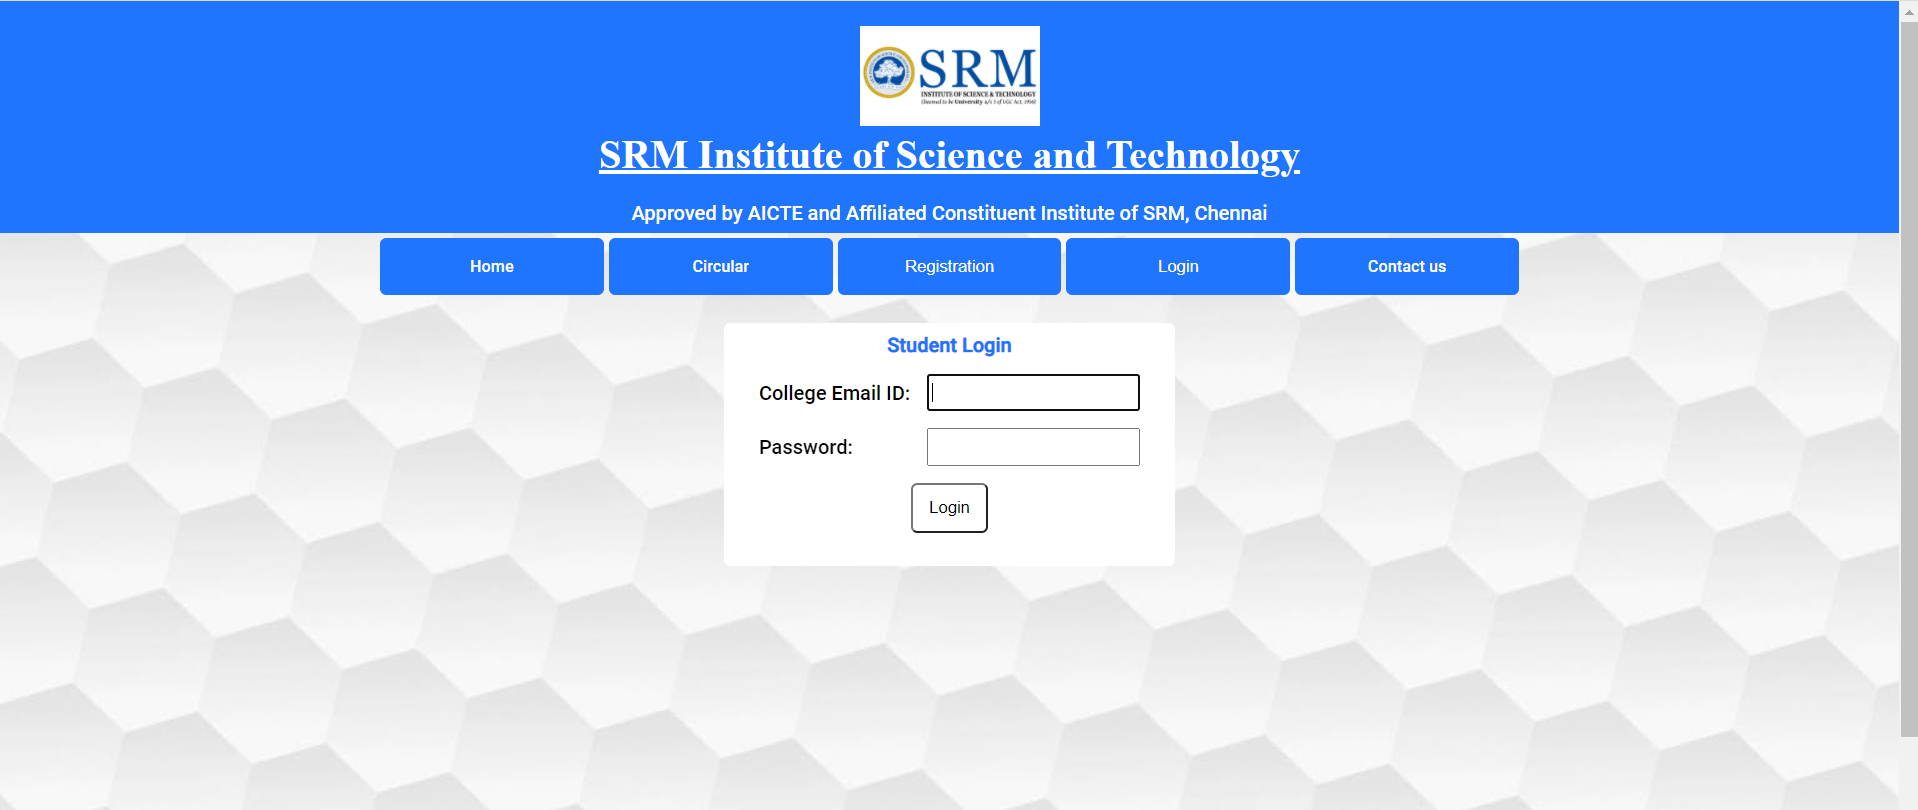 SRM
INSTITUTE OF SCIENCE & TECHNOLOGY
(Deemed to be University u/s 3 of UGC Act, 1956)
SRM Institute of Science and Technology
Approved by AICTE and Affiliated Constituent Institute of SRM, Chennai
Home Circular Registration Login Contact us
Student Login
College Email ID:
Password:
Login